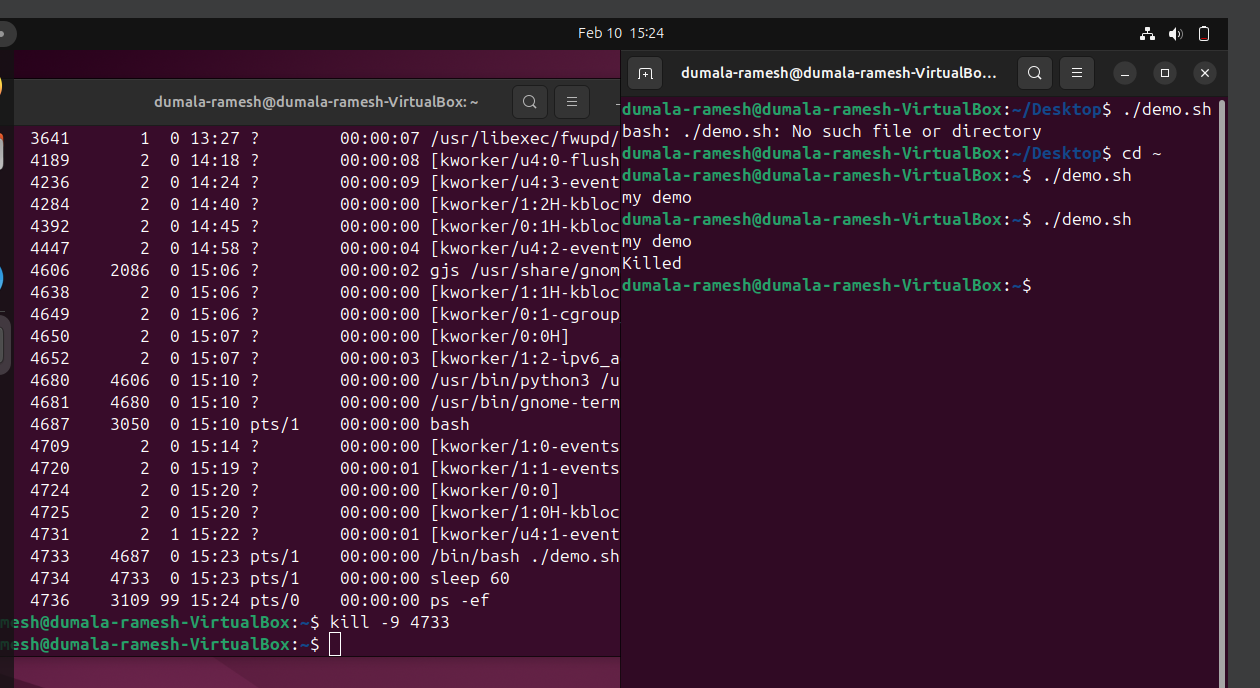 Feb 10 15:24
dumala-ramesh@dumala-ramesh-VirtualBox: ~
3641 1 0 13:27 ? 00:00:07 /usr/libexec/fwupd/
4189 2 0 14:18 ? 00:00:08 [kworker/u4:0-flush
4236 2 0 14:24 ? 00:00:09 [kworker/u4:3-event
4284 2 0 14:40 ? 00:00:00 [kworker/1:2H-kbloc
4392 2 0 14:45 ? 00:00:00 [kworker/0:1H-kbloc
4447 2 0 14:58 ? 00:00:04 [kworker/u4:2-event
4606 2086 0 15:06 ? 00:00:02 gjs /usr/share/gnom
4638 2 0 15:06 ? 00:00:00 [kworker/1:1H-kbloc
4649 2 0 15:06 ? 00:00:00 [kworker/0:1-cgroup
4650 2 0 15:07 ? 00:00:00 [kworker/0:0H]
4652 2 0 15:07 ? 00:00:03 [kworker/1:2-ipv6_a
4680 4606 0 15:10 ? 00:00:00 /usr/bin/python3 /u
4681 4680 0 15:10 ? 00:00:00 /usr/bin/gnome-term
4687 3050 0 15:10 pts/1 00:00:00 bash
4709 2 0 15:14 ? 00:00:00 [kworker/1:0-events
4720 2 0 15:19 ? 00:00:01 [kworker/1:1-events
4724 2 0 15:20 ? 00:00:00 [kworker/0:0]
4725 2 0 15:20 ? 00:00:00 [kworker/1:0H-kbloc
4731 2 1 15:22 ? 00:00:01 [kworker/u4:1-event
4733 4687 0 15:23 pts/1 00:00:00 /bin/bash ./demo.sh
4734 4733 0 15:23 pts/1 00:00:00 sleep 60
4736 3109 99 15:24 pts/0 00:00:00 ps -ef
mesh@dumala-ramesh-VirtualBox:~$ kill -9 4733
mesh@dumala-ramesh-VirtualBox:~$
dumala-ramesh@dumala-ramesh-VirtualBo...
dumala-ramesh@dumala-ramesh-VirtualBox:~/Desktop$ ./demo.sh
bash: ./demo.sh: No such file or directory
dumala-ramesh@dumala-ramesh-VirtualBox:~/Desktop$ cd ~
dumala-ramesh@dumala-ramesh-VirtualBox:~$ ./demo.sh
my demo
dumala-ramesh@dumala-ramesh-VirtualBox:~$ ./demo.sh
my demo
Killed
dumala-ramesh@dumala-ramesh-VirtualBox:~$